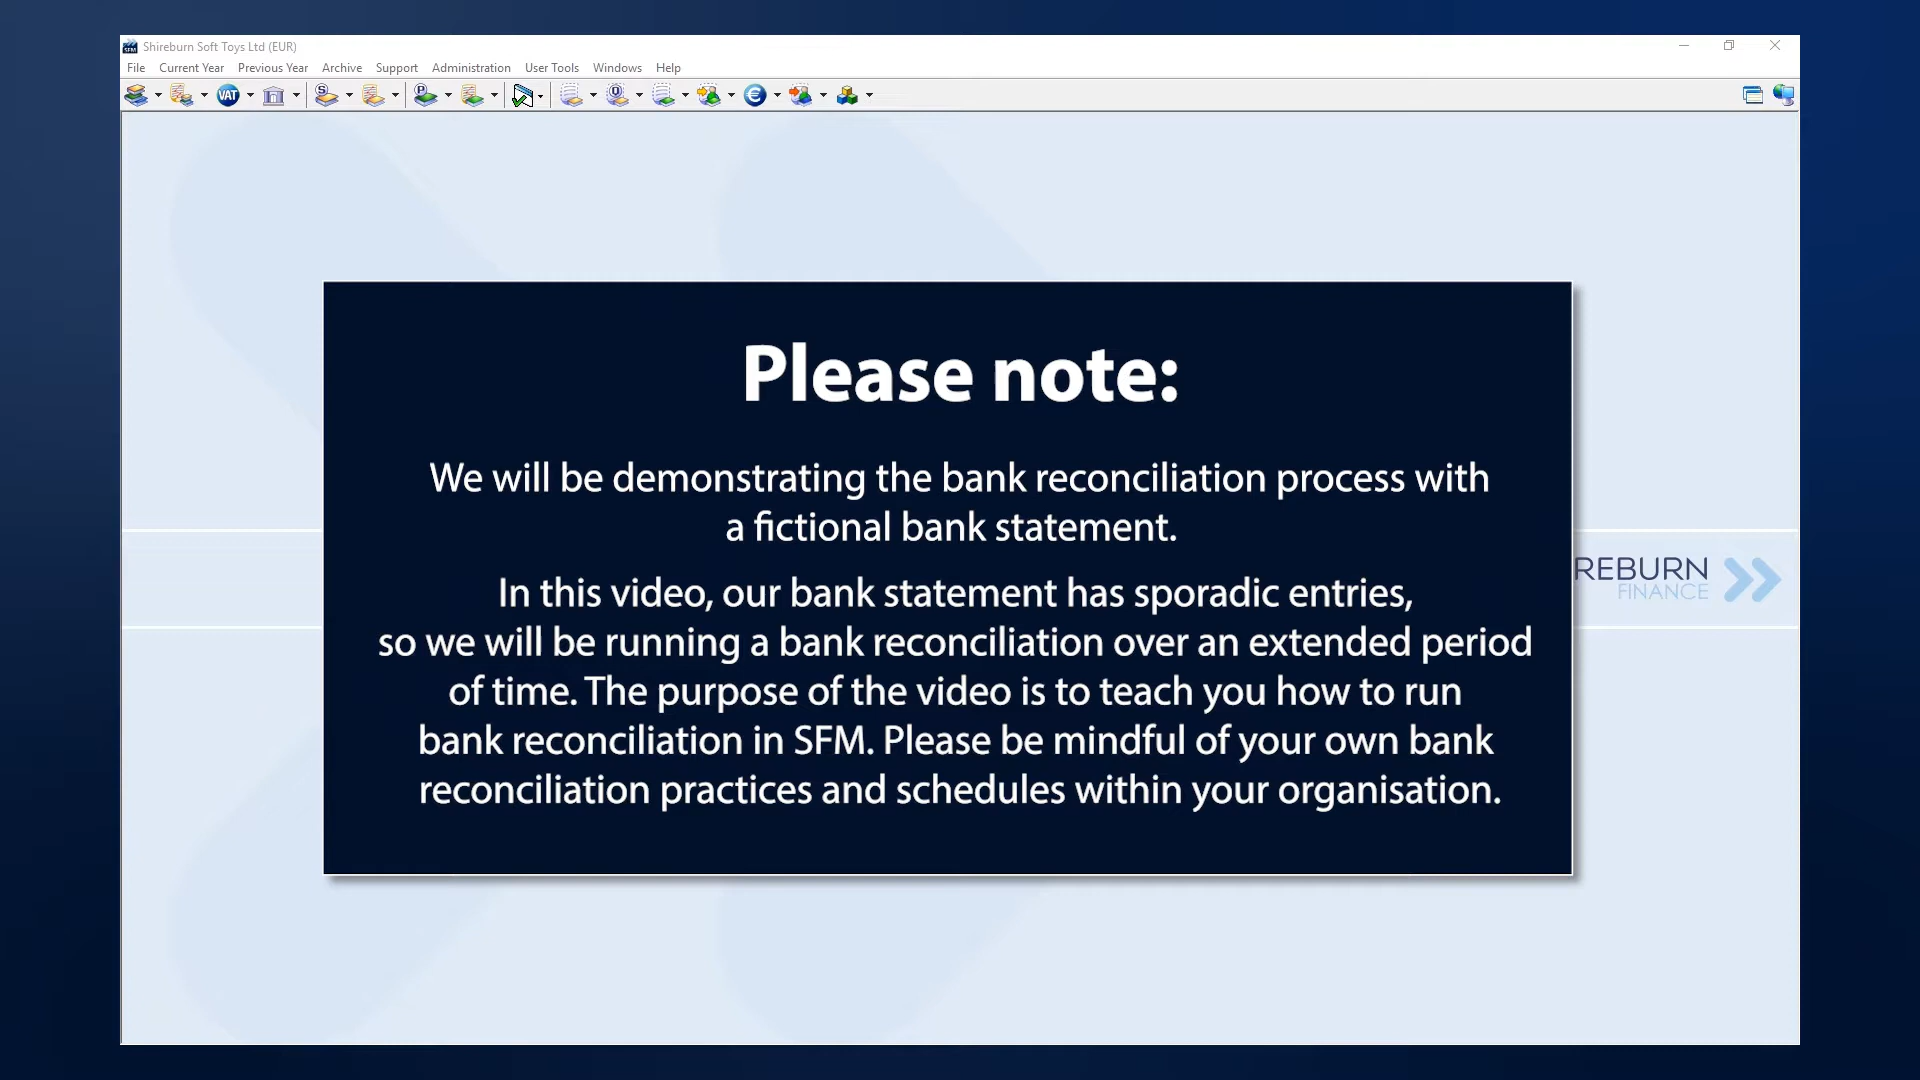 Shireburn Soft Toys Ltd (EUR)
File Current Year Previous Year Archive Support Administration User Tools Windows Help
VAT
Please note:
We will be demonstrating the bank reconciliation process with
a fictional bank statement.
In this video, our bank statement has sporadic entries,
so we will be running a bank reconciliation over an extended period
of time. The purpose of the video is to teach you how to run
bank reconciliation in SFM. Please be mindful of your own bank
reconciliation practices and schedules within your organisation.
REBURN
FINANCE